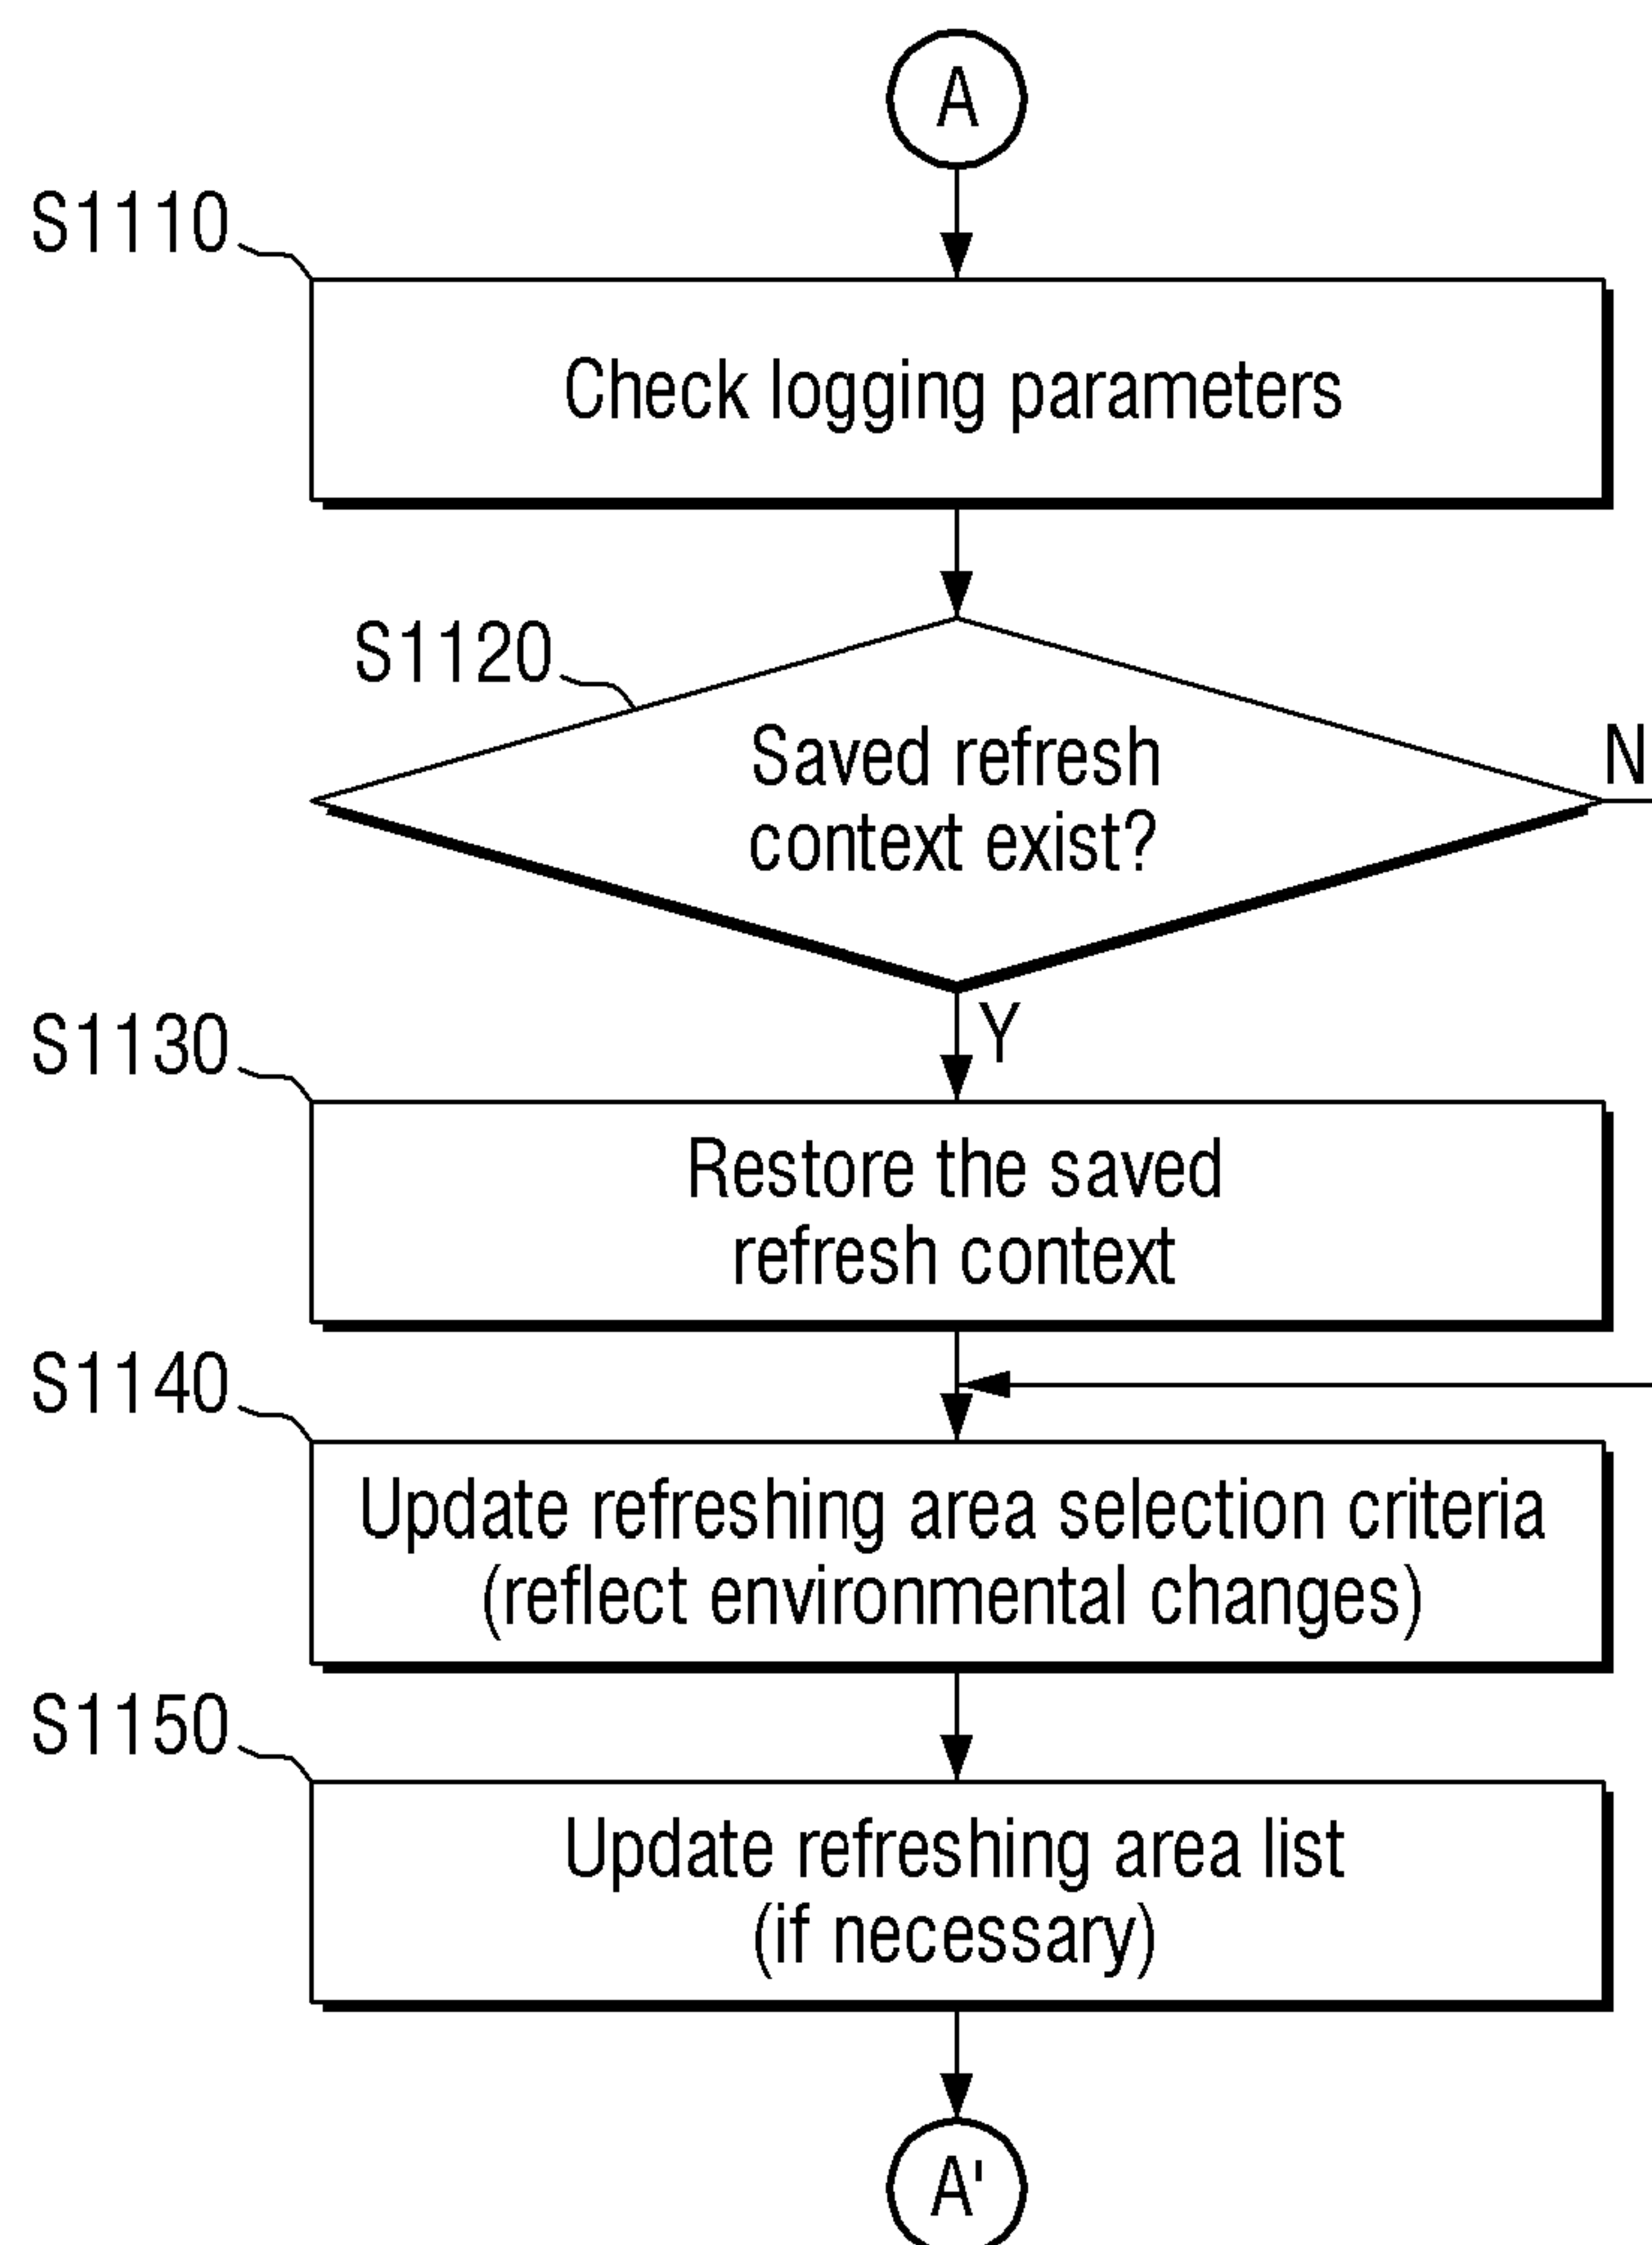 A
S1110
Check logging parameters
S1120
Saved refresh
context exist?
N
Y
S1130
Restore the saved
refresh context
S1140
Update refreshing area selection criteria
(reflect environmental changes)
S1150
Update refreshing area list
(if necessary)
A'